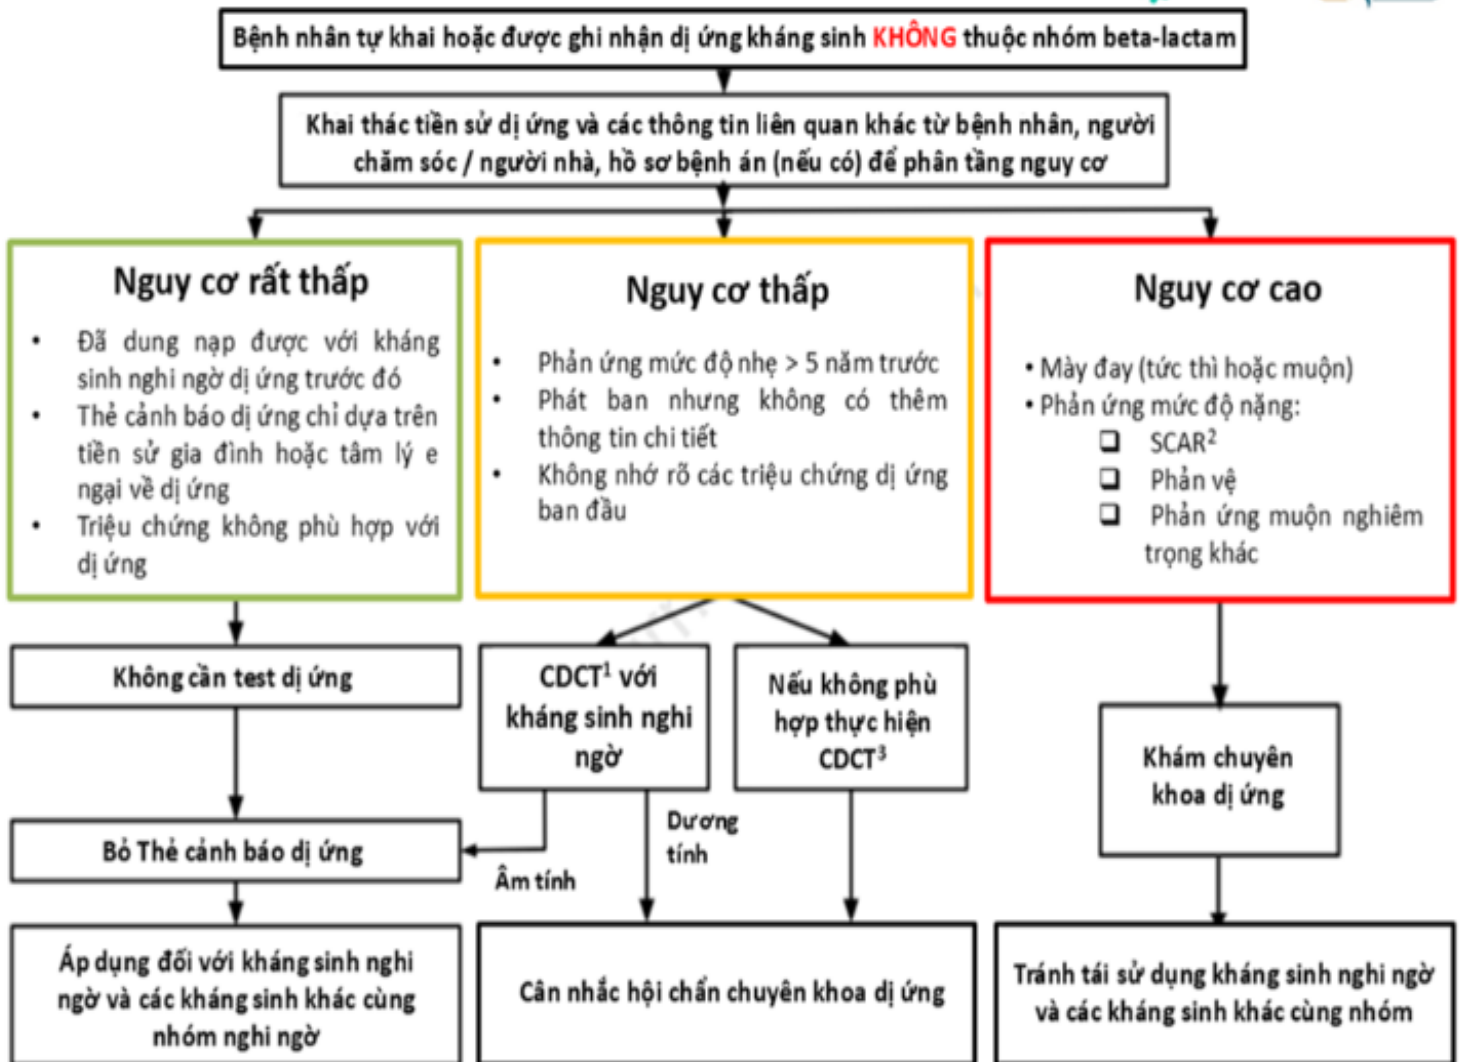 Bệnh nhân tự khai hoặc được ghi nhận dị ứng kháng sinh KHÔNG thuộc nhóm beta-lactam
Khai thác tiền sử dị ứng và các thông tin liên quan khác từ bệnh nhân, người
chăm sóc / người nhà, hồ sơ bệnh án (nếu có) để phân tầng nguy cơ
Nguy cơ rất thấp
• Đã dung nạp được với kháng
sinh nghi ngờ dị ứng trước đó
• Thẻ cảnh báo dị ứng chỉ dựa trên
tiền sử gia đình hoặc tâm lý e
ngại về dị ứng
• Triệu chứng không phù hợp với
dị ứng
Nguy cơ thấp
• Phản ứng mức độ nhẹ > 5 năm trước
• Phát ban nhưng không có thêm
thông tin chi tiết
• Không nhớ rõ các triệu chứng dị ứng
ban đầu
Nguy cơ cao
• Mày đay (tức thì hoặc muộn)
• Phản ứng mức độ nặng:
❑ SCAR²
❑ Phản vệ
❑ Phản ứng muộn nghiêm
trọng khác
Không cần test dị ứng
CDCT¹ với
kháng sinh nghi
ngờ
Nếu không phù
hợp thực hiện
CDCT³
Khám chuyên
khoa dị ứng
Bỏ Thẻ cảnh báo dị ứng
Âm tính
Dương
tính
Áp dụng đối với kháng sinh nghi
ngờ và các kháng sinh khác cùng
nhóm nghi ngờ
Cân nhắc hội chẩn chuyên khoa dị ứng
Tránh tái sử dụng kháng sinh nghi ngờ
và các kháng sinh khác cùng nhóm